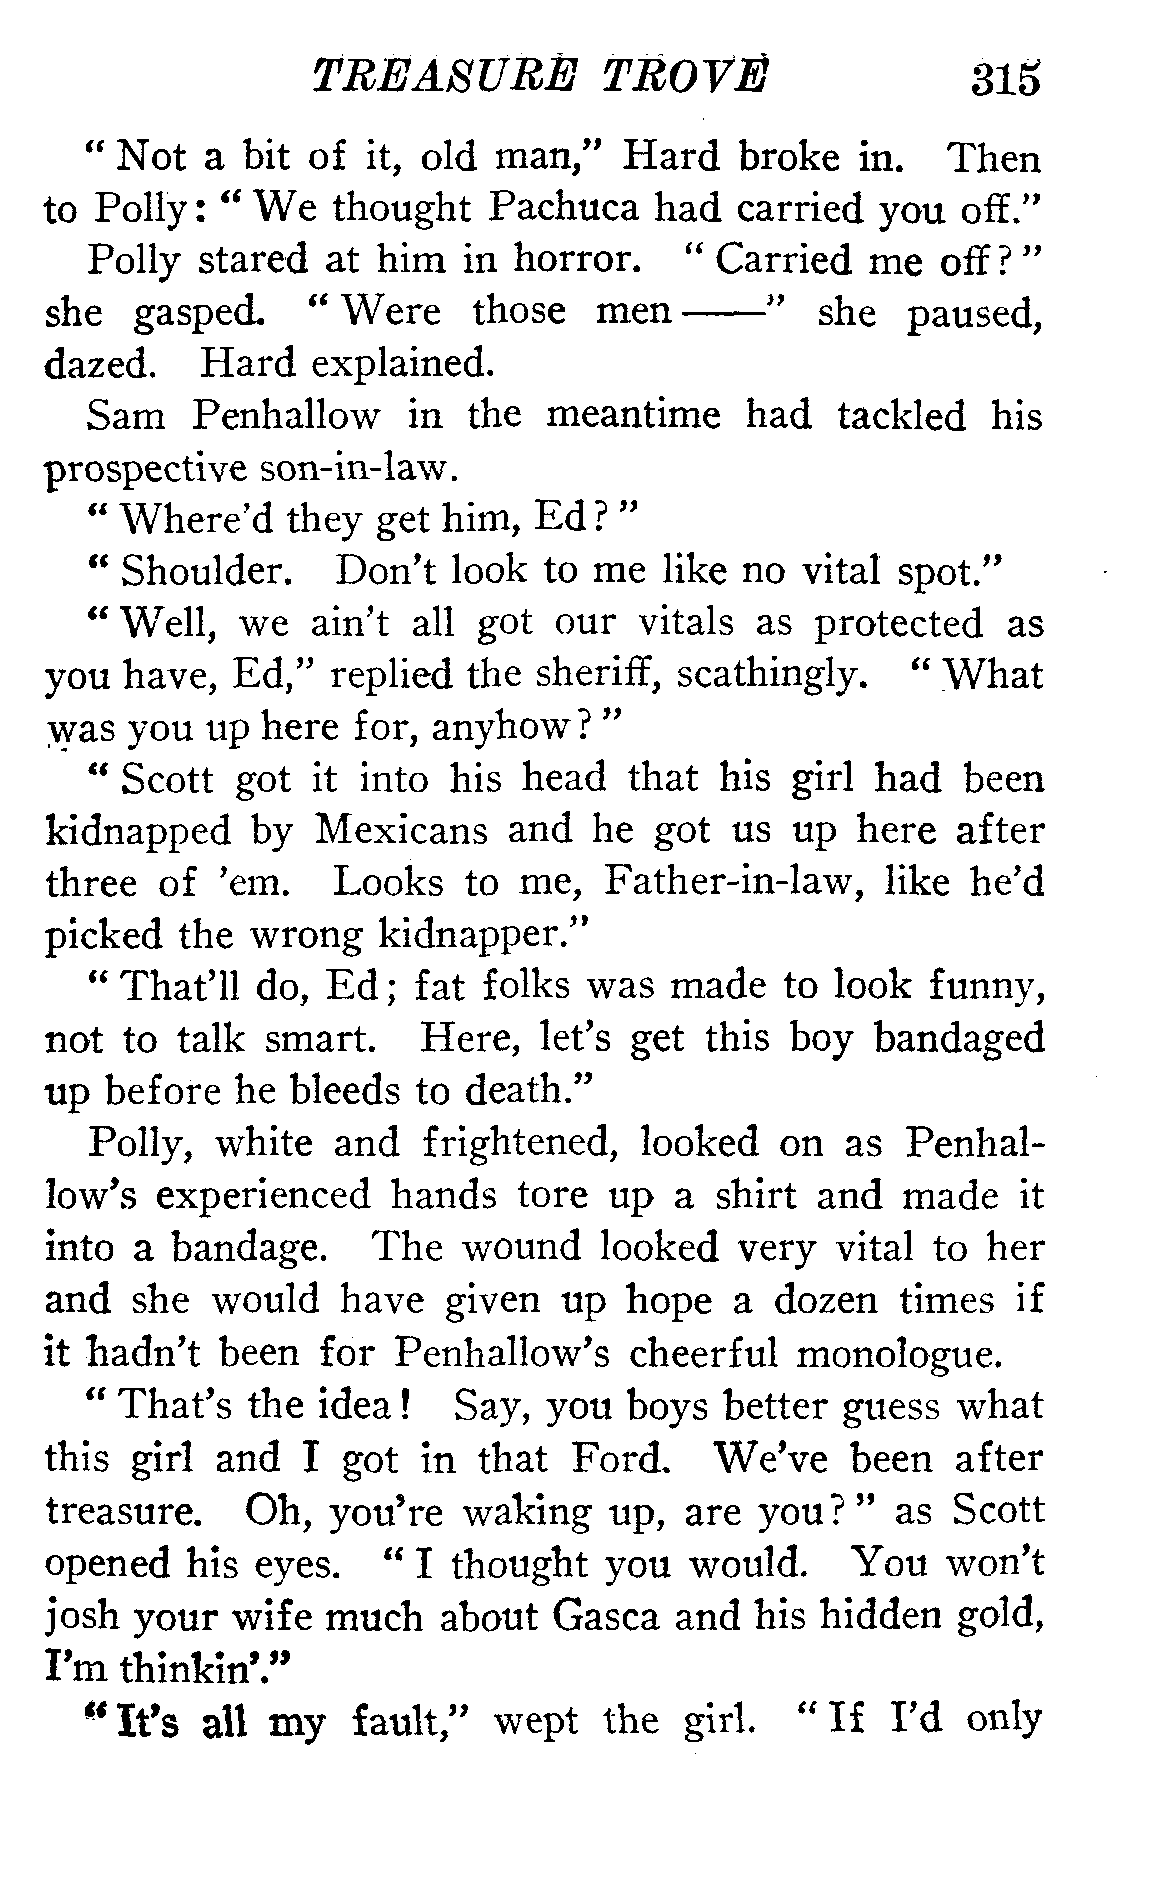 TREASURE TROVE 315
“ Not a bit of it, old man,” Hard broke in. Then
to Polly: “ We thought Pachuca had carried you off.”
Polly stared at him in horror. “ Carried me off? ”
she gasped. “ Were those men ——” she paused,
dazed. Hard explained.
Sam Penhallow in the meantime had tackled his
prospective son-in-law.
“ Where’d they get him, Ed? ”
“ Shoulder. Don’t look to me like no vital spot.”
“ Well, we ain’t all got our vitals as protected as
you have, Ed,” replied the sheriff, scathingly. “ What
was you up here for, anyhow? ”
“ Scott got it into his head that his girl had been
kidnapped by Mexicans and he got us up here after
three of ’em. Looks to me, Father-in-law, like he’d
picked the wrong kidnapper.”
“ That’ll do, Ed; fat folks was made to look funny,
not to talk smart. Here, let’s get this boy bandaged
up before he bleeds to death.”
Polly, white and frightened, looked on as Penhal-
low’s experienced hands tore up a shirt and made it
into a bandage. The wound looked very vital to her
and she would have given up hope a dozen times if
it hadn’t been for Penhallow’s cheerful monologue.
“ That’s the idea! Say, you boys better guess what
this girl and I got in that Ford. We’ve been after
treasure. Oh, you’re waking up, are you? ” as Scott
opened his eyes. “ I thought you would. You won’t
josh your wife much about Gasca and his hidden gold,
I’m thinkin’.”
“ It’s all my fault,” wept the girl. “ If I’d only